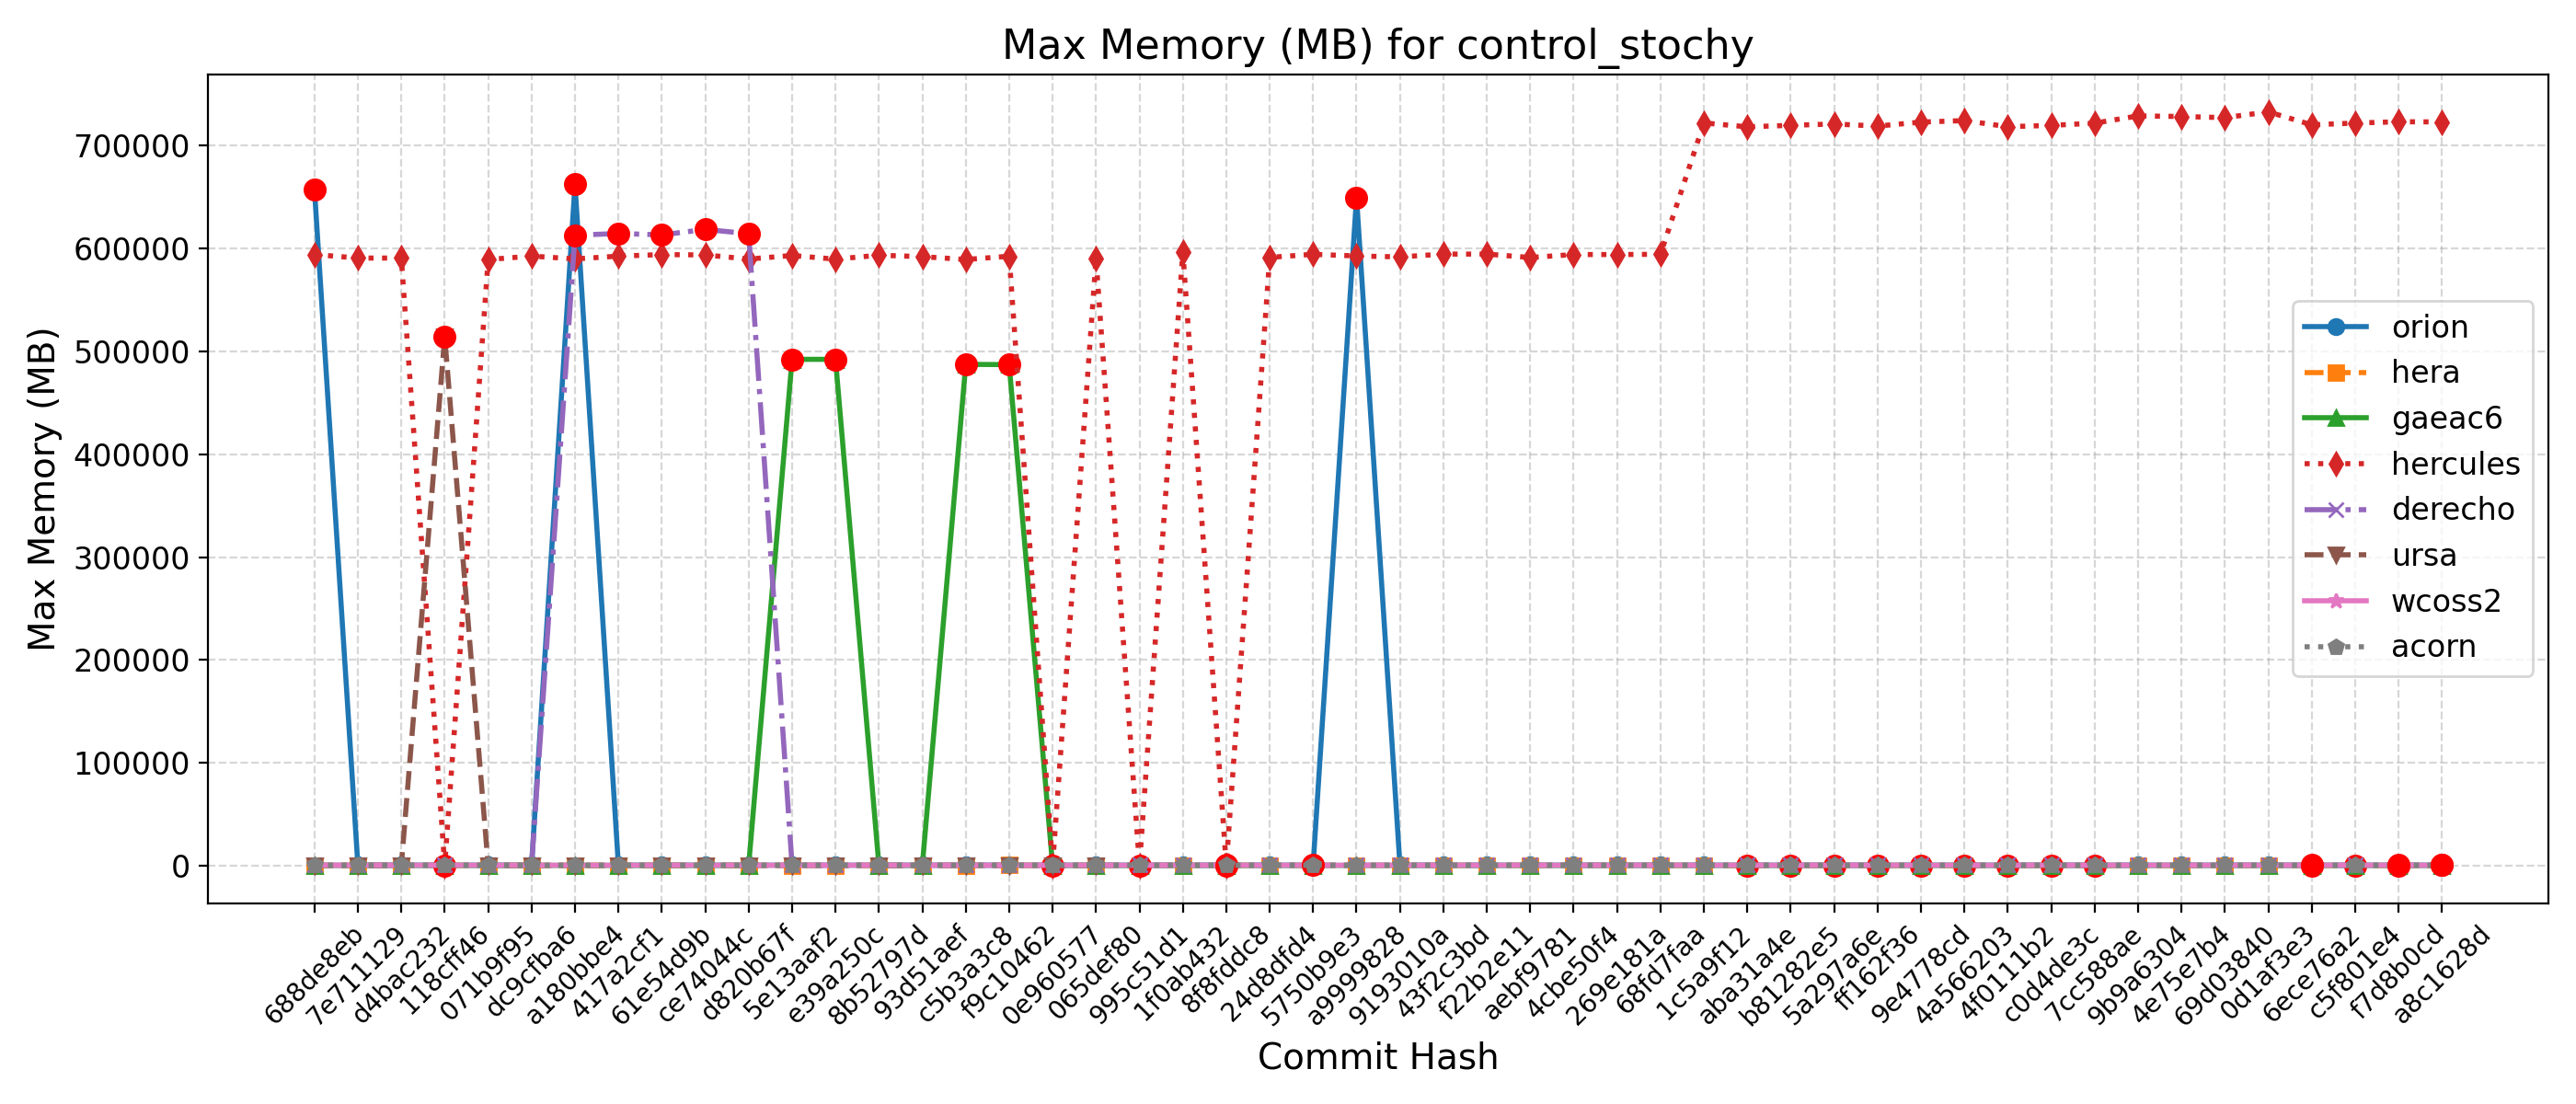 Max Memory (MB) for control_stochy
Max Memory (MB)
700000
600000
500000
400000
300000
200000
100000
0
orion
hera
gaeac6
hercules
derecho
ursa
wcoss2
acorn
688de8eb
7e711129
d4bac232
118cff46
071b9f95
dc9cfba6
a180bbe4
417a2cf1
61e54d9b
ce74044c
d820b67f
5e13aaf2
e39a250c
8b52797d
93d51aef
c5b3a3c8
f9c10462
0e960577
065def80
995c51d1
1f0ab432
8f8fddc8
24d8dfd4
5750b9e3
a9999828
9193010a
43f2c3bd
f22b2e11
aebf9781
4cbe50f4
269e181a
68fd7faa
1c5a9f12
aba31a4e
b81282e5
5a297a6e
ff162f36
9e4778cd
4a566203
4f0111b2
c0d4de3c
7cc588ae
9b9a6304
4e75e7b4
69d03840
0d1af3e3
6ece76a2
c5f801e4
f7d8b0cd
a8c1628d
Commit Hash